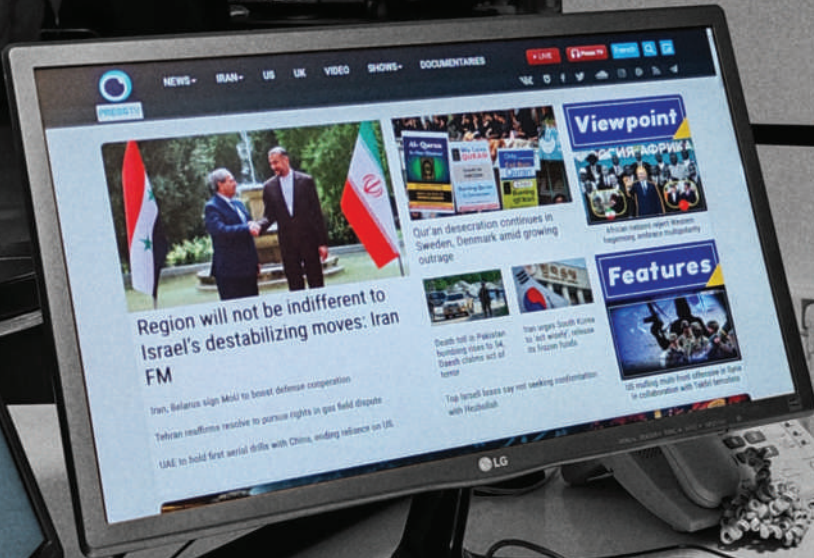 PRESSTV
NEWS
IRAN
US
UK
VIDEO
SHOWS
DOCUMENTARIES
LIVE
Press TV
French
Region will not be indifferent to
Israel's destabilizing moves: Iran
FM
Iran, Belarus sign MoU to boost defense cooperation
Tehran reaffirms resolve to pursue rights in gas field dispute
UAE to hold first aerial drills with China, ending reliance on US
Al-Quran
QURAN
Quran
Qur'an desecration continues in
Sweden, Denmark amid growing
outrage
Death toll in Pakistan
bombing rises to 54,
Daesh claims act of
terror
Iran urges South Korea
to 'act wisely', release
its frozen funds
Top Israeli brass say not seeking confrontation
with Hezbollah
Viewpoint
РОССИЯ-АФРИКА
African nations reject Western
hegemony, embrace multipolarity
Features
US mulling multi-front offensive in Syria
in collaboration with Takfiri terrorists
LG